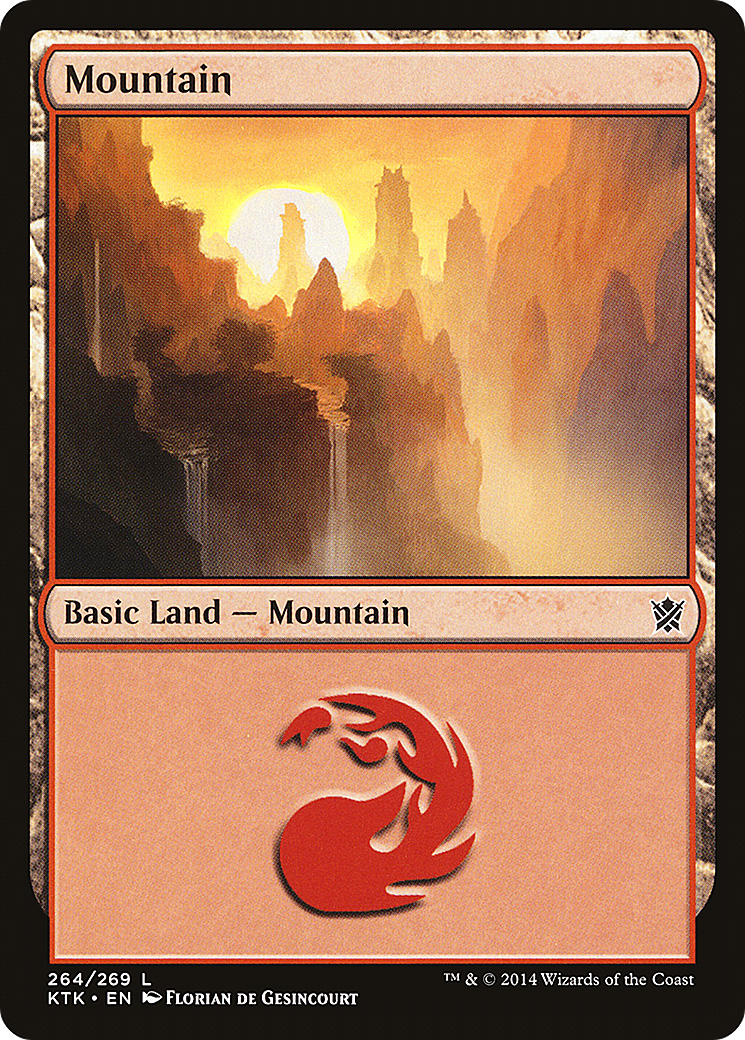 Mountain
Basic Land — Mountain
264/269 L
KTK • EN Florian de Gesincourt
™ & © 2014 Wizards of the Coast